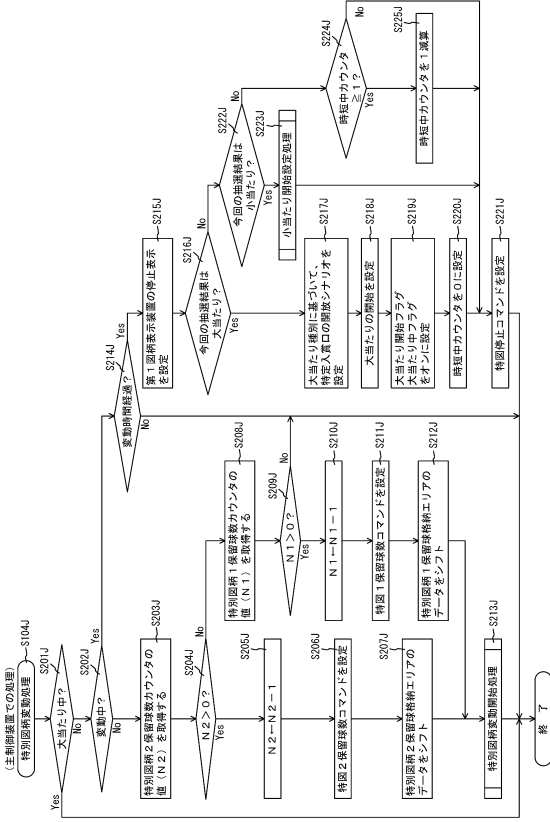 (主制御装置での処理)
特別図柄変動処理
S104J
大当たり中？
S201J
Yes
No
変動中？
S202J
Yes
No
特別図柄2保留球数カウンタの
値（N2）を取得する
S203J
N2＞0？
S204J
No
Yes
N2←N2－1
S205J
特図2保留球数コマンドを設定
S206J
特別図柄2保留球格納エリアの
データをシフト
S207J
特別図柄1保留球数カウンタの
値（N1）を取得する
S208J
N1＞0？
S209J
No
Yes
N1←N1－1
S210J
特図1保留球数コマンドを設定
S211J
特別図柄1保留球格納エリアの
データをシフト
S212J
特別図柄変動開始処理
S213J
変動時間経過？
S214J
Yes
No
第1図柄表示装置の停止表示
を設定
S215J
今回の抽選結果は
大当たり？
S216J
No
Yes
大当たり種別に基づいて、
特定入賞口の開放シナリオを
設定
S217J
大当たりの開始を設定
S218J
大当たり開始フラグ
大当たり中フラグ
をオンに設定
S219J
時短中カウンタを0に設定
S220J
特図停止コマンドを設定
S221J
今回の抽選結果は
小当たり？
S222J
No
Yes
小当たり開始設定処理
S223J
時短中カウンタ
≧1？
S224J
No
Yes
時短中カウンタを1減算
S225J
終了